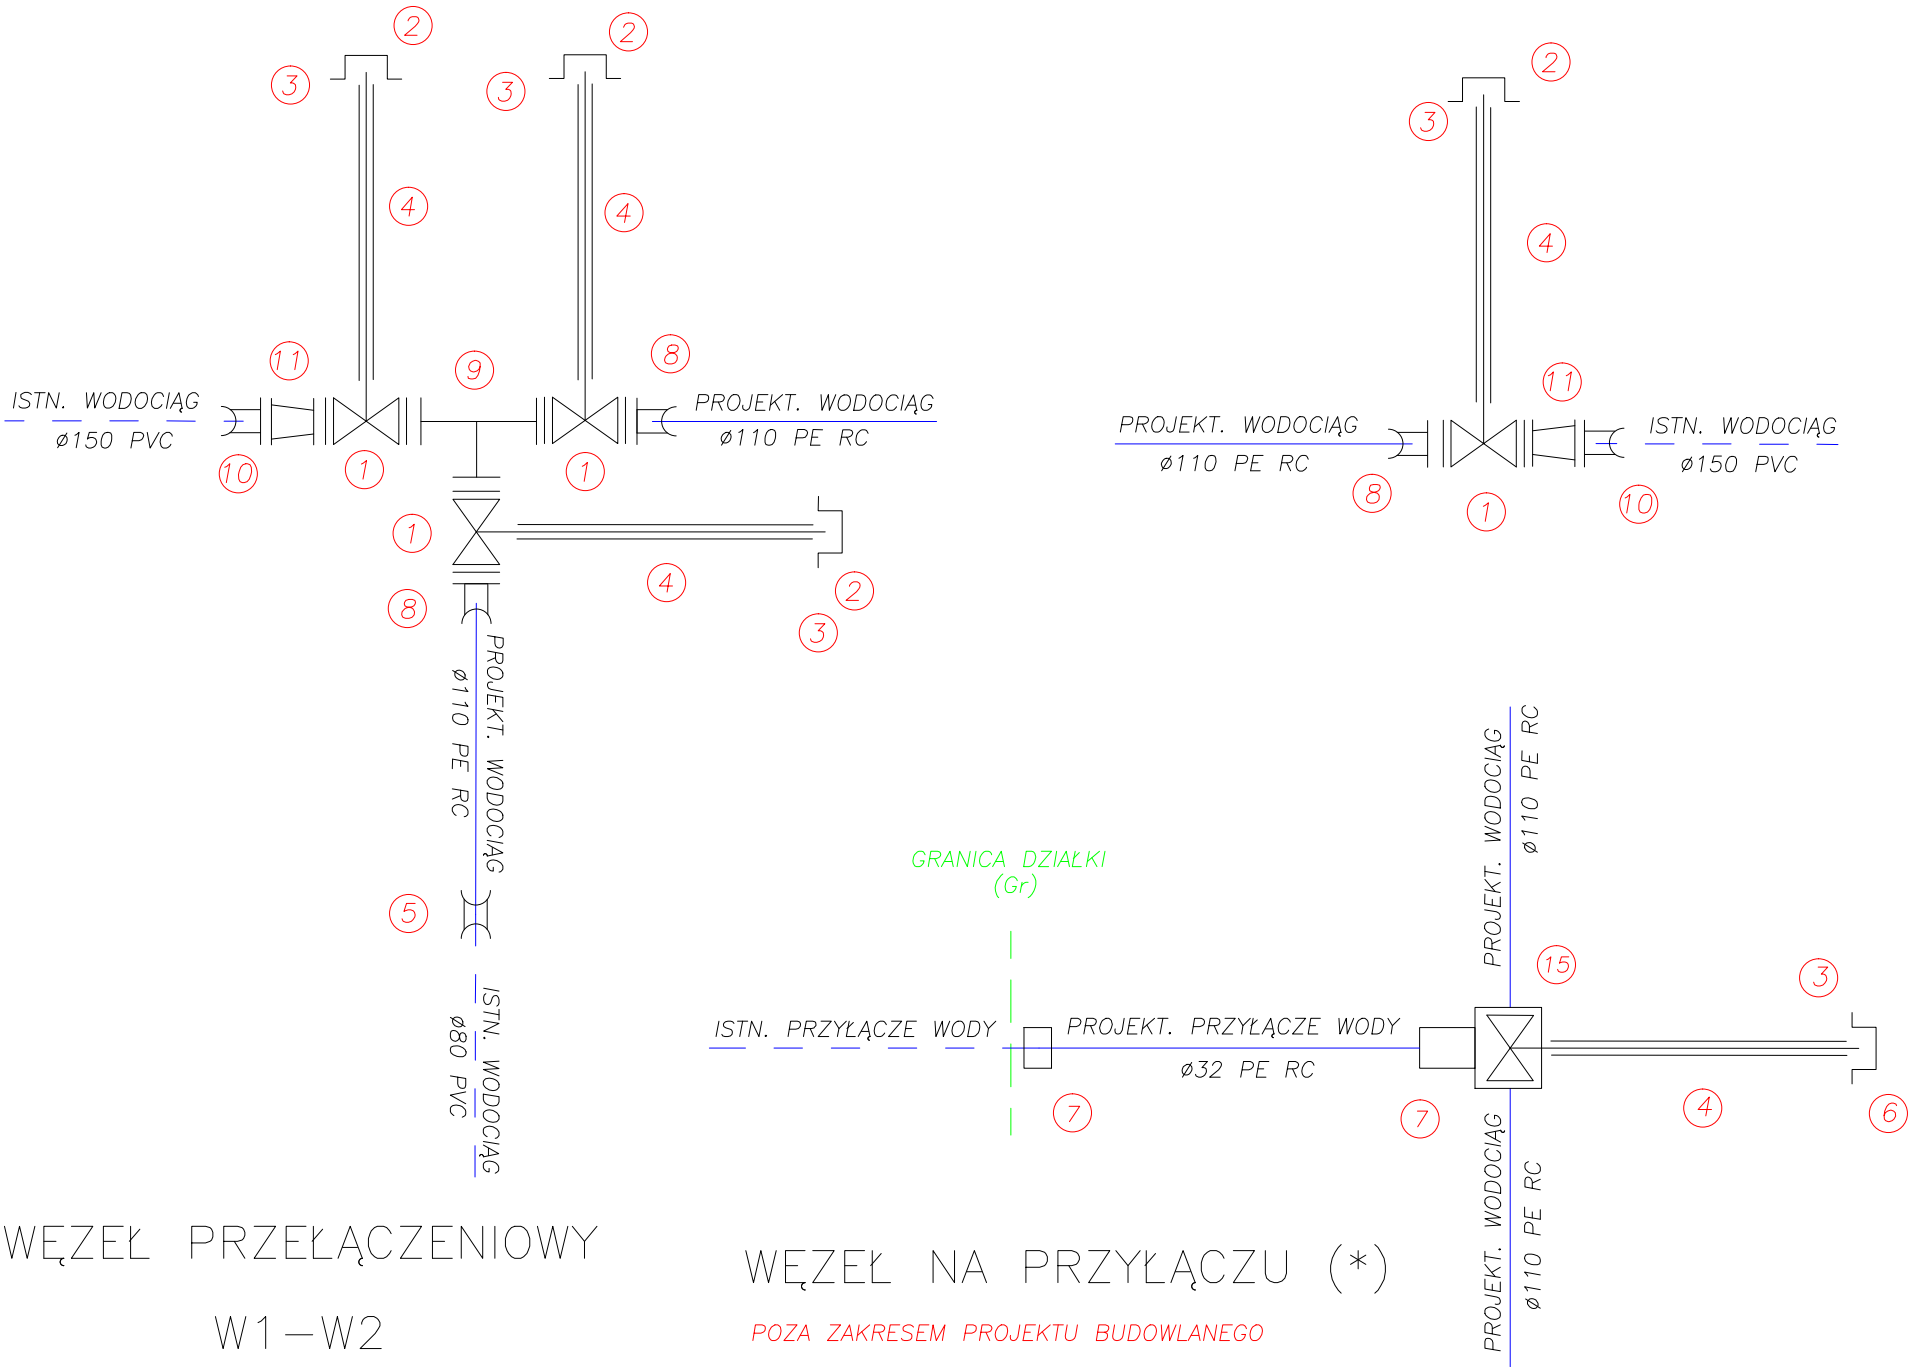 2
3
4
2
3
4
11
9
8
ISTN. WODOCIĄG
Ø150 PVC
PROJEKT. WODOCIĄG
Ø110 PE RC
10
1
1
1
4
2
3
8
PROJEKT. WODOCIĄG
Ø110 PE RC
5
ISTN. WODOCIĄG
Ø80 PVC
WĘZEŁ PRZEŁĄCZENIOWY
W1-W2
2
3
4
11
PROJEKT. WODOCIĄG
Ø110 PE RC
ISTN. WODOCIĄG
Ø150 PVC
8
1
10
GRANICA DZIAŁKI
(Gr)
PROJEKT. WODOCIĄG
Ø110 PE RC
15
3
ISTN. PRZYŁĄCZE WODY
PROJEKT. PRZYŁĄCZE WODY
Ø32 PE RC
7
7
4
6
PROJEKT. WODOCIĄG
Ø110 PE RC
WĘZEŁ NA PRZYŁĄCZU (*)
POZA ZAKRESEM PROJEKTU BUDOWLANEGO